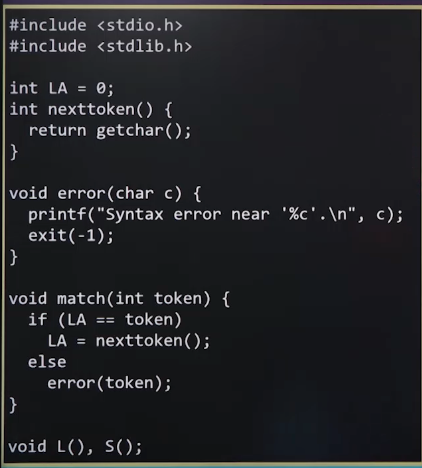 #include <stdio.h>
#include <stdlib.h>
int LA = 0;
int nexttoken() {
return getchar();
}
void error(char c) {
printf("Syntax error near '%c'.\n", c);
exit(-1);
}
void match(int token) {
if (LA == token)
LA = nexttoken();
else
error(token);
}
void L(), S();